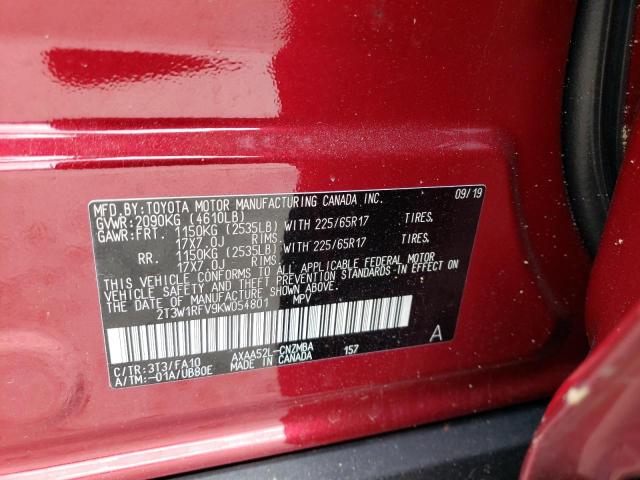 MFD. BY: TOYOTA MOTOR MANUFACTURING CANADA INC. 09/19
GVWR: 2090KG (4610LB)
GAWR: FRT. 1150KG (2535LB) WITH 225/65R17 TIRES.
17X7.0J RIMS.
RR. 1150KG (2535LB) WITH 225/65R17 TIRES.
17X7.0J RIMS.
THIS VEHICLE CONFORMS TO ALL APPLICABLE FEDERAL MOTOR
VEHICLE SAFETY AND THEFT PREVENTION STANDARDS IN EFFECT ON
THE DATE OF MANUFACTURE SHOWN ABOVE.
2T3W1RFV9KW054801 MPV
A
C/TR: 3T3/FA10 AXAA52L-CNZMBA 157
A/TM: -01A/UB80E MADE IN CANADA